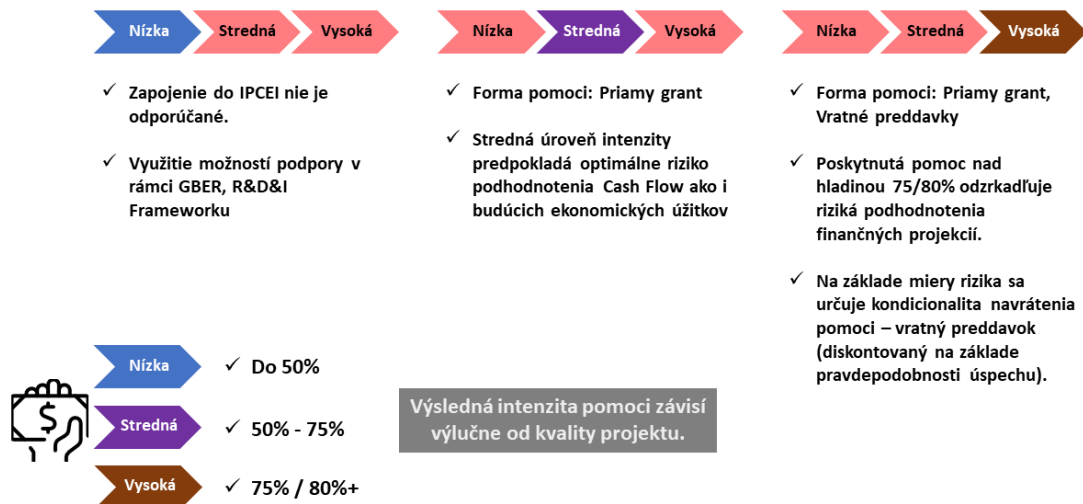 Nízka Stredná Vysoká
✓ Zapojenie do IPCEI nie je
odporúčané.
✓ Využitie možností podpory v
rámci GBER, R&D&I
Frameworku
Nízka Stredná Vysoká
✓ Forma pomoci: Priamy grant
✓ Stredná úroveň intenzity
predpokladá optimálne riziko
podhodnotenia Cash Flow ako i
budúcich ekonomických úžitkov
Nízka Stredná Vysoká
✓ Forma pomoci: Priamy grant,
Vratné preddavky
✓ Poskytnutá pomoc nad
hladinou 75/80% odzrkadľuje
riziká podhodnotenia
finančných projekcií.
✓ Na základe miery rizika sa
určuje kondicionalita navrátenia
pomoci – vratný preddavok
(diskontovaný na základe
pravdepodobnosti úspechu).
Nízka ✓ Do 50%
$
Stredná ✓ 50% - 75%
Vysoká ✓ 75% / 80%+
Výsledná intenzita pomoci závisí
výlučne od kvality projektu.